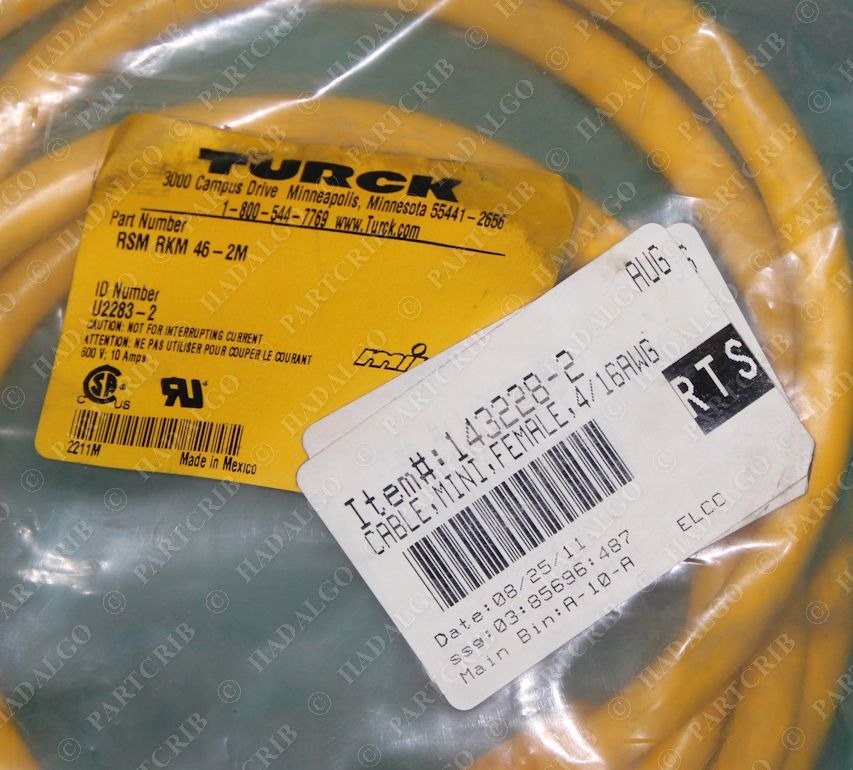 TURCK
3000 Campus Drive Minneapolis, Minnesota 55441-2656
1-800-544-7769 www.Turck.com
Part Number
RSM RKM 46-2M
ID Number
U2283-2
CAUTION: NOT FOR INTERRUPTING CURRENT
ATTENTION: NE PAS UTILISER POUR COUPER LE COURANT
600 V; 10 Amps
C US
2211M
Made in Mexico
AUG
RTS
Item#:143228-2
CABLE,MINI,FEMALE,4/16AWG
Date:08/25/11
ssg:03:85696:487
Main Bin:A-10-A
ELCC
© HADALGO PARTCRIB